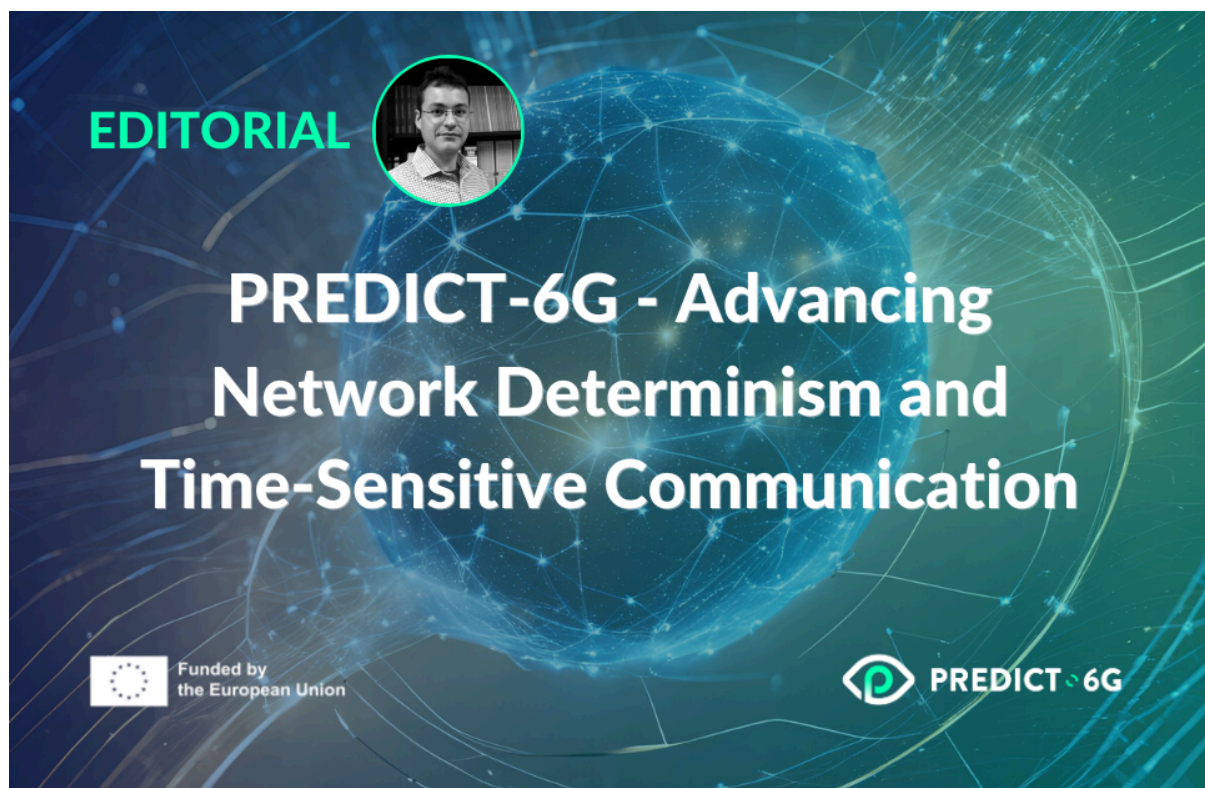 EDITORIAL
PREDICT-6G - Advancing
Network Determinism and
Time-Sensitive Communication
Funded by
the European Union
PREDICT 6G